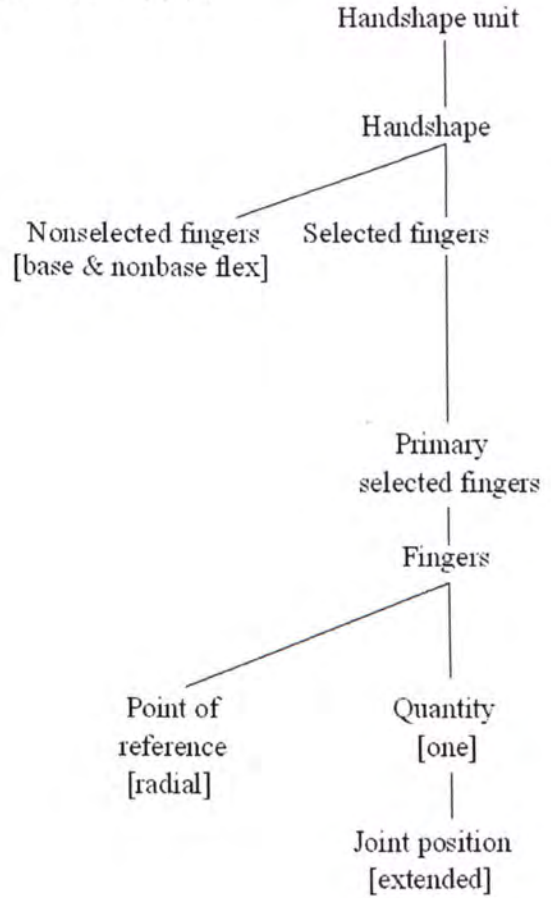 Handshape unit
Handshape
Nonselected fingers
[base & nonbase flex]
Selected fingers
Primary
selected fingers
Fingers
Point of
reference
[radial]
Quantity
[one]
Joint position
[extended]